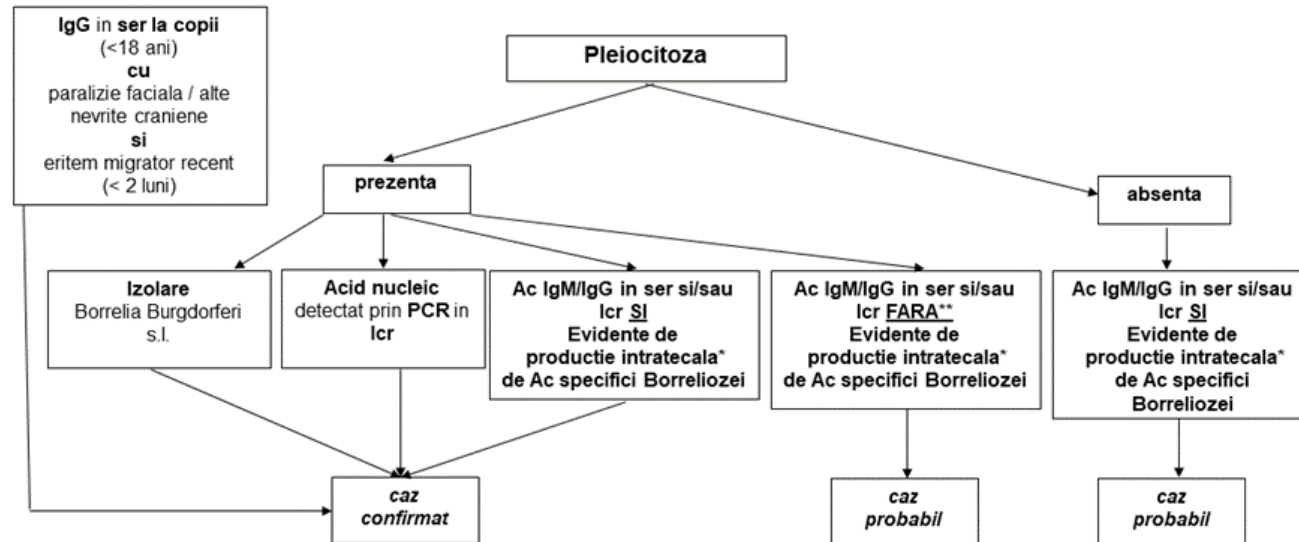 IgG in ser la copii
(<18 ani)
cu
paralizie faciala / alte
nevrite craniene
si
eritem migrator recent
(< 2 luni)
Pleiocitoza
prezenta
absenta
Izolare
Borrelia Burgdorferi
s.l.
Acid nucleic
detectat prin PCR in
lcr
Ac IgM/IgG in ser si/sau
lcr SI
Evidente de
productie intratecala*
de Ac specifici Borreliozei
Ac IgM/IgG in ser si/sau
lcr FARA**
Evidente de
productie intratecala*
de Ac specifici Borreliozei
Ac IgM/IgG in ser si/sau
lcr SI
Evidente de
productie intratecala*
de Ac specifici
Borreliozei
caz
confirmat
caz
probabil
caz
probabil